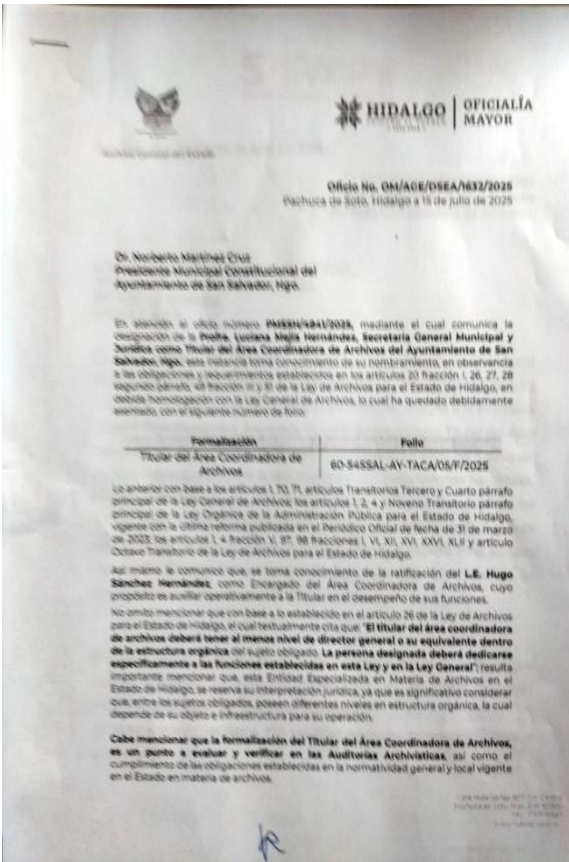 HIDALGO | OFICIALÍA
MAYOR
Oficio No. OM/AGE/DSEA/1632/2025
Pachuca de Soto, Hidalgo a 15 de julio de 2025
Dr. Norberto Martínez Cruz
Presidente Municipal Constitucional del
Ayuntamiento de San Salvador, Hgo.
En atención al oficio número mediante el cual comunica la
designación de la Profra. Luciana Mejía Hernández, Secretaria General Municipal y
Jurídica como Titular del Área Coordinadora de Archivos del Ayuntamiento de San
Salvador, Hgo., esta instancia toma conocimiento de su nombramiento, en observancia
a las obligaciones y requerimientos establecidos en los artículos 20 fracción I, 26, 27, 28
segundo párrafo, fracción III y de la Ley de Archivos para el Estado de Hidalgo, en
debida homologación con la Ley General de Archivos, lo cual ha quedado debidamente
asentado con el siguiente número de folio:
Formalización Folio
Titular del Área Coordinadora de
Archivos 60-S4SSAL-AY-TACA/05/F/2025
Lo anterior con base a los artículos 1, 70, 71, artículos Transitorios Tercero y Cuarto párrafo
principal de la Ley General de Archivos; los artículos 1, 2, 4 y Noveno Transitorio párrafo
principal de la Ley Orgánica de la Administración Pública para el Estado de Hidalgo,
vigente con la última reforma publicada en el Periódico Oficial de fecha de 31 de marzo
de 2023; los artículos 1, 4 fracción V, 97, 98 fracciones I, VI, XII, XVI, XXVI, XLII y artículo
Octavo Transitorio de la Ley de Archivos para el Estado de Hidalgo.
Así mismo le comunico que, se toma conocimiento de la ratificación del L.E. Hugo
Sánchez Hernández, como Encargado del Área Coordinadora de Archivos, cuyo
propósito es auxiliar operativamente a la Titular en el desempeño de sus funciones.
No omito mencionar que con base a lo establecido en el artículo 26 de la Ley de Archivos
para el Estado de Hidalgo, el cual textualmente cita que: "El titular del área coordinadora
de archivos deberá tener al menos nivel de director general o su equivalente dentro
de la estructura orgánica del sujeto obligado. La persona designada deberá dedicarse
específicamente a las funciones establecidas en esta Ley y en la Ley General"; resulta
importante mencionar que, esta Entidad Especializada en Materia de Archivos en el
Estado de Hidalgo, se reserva su interpretación jurídica, ya que es significativo considerar
que, entre los sujetos obligados, poseen diferentes niveles en estructura orgánica, la cual
depende de su objeto e infraestructura para su operación.
Cabe mencionar que la formalización del Titular del Área Coordinadora de Archivos,
es un punto a evaluar y verificar en las Auditorías Archivísticas, así como el
cumplimiento de las obligaciones establecidas en la normatividad general y local vigente
en el Estado en materia de archivos.